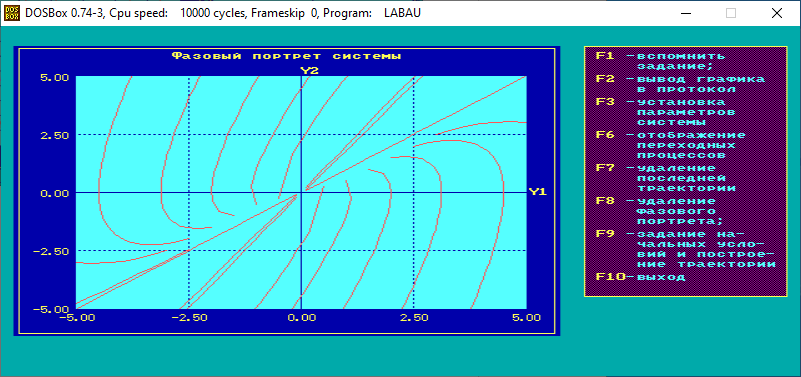 DOSBox 0.74-3, Cpu speed: 10000 cycles, Frameskip 0, Program: LABAU
Фазовый портрет системы
Y2
5.00
2.50
0.00
Y1
-2.50
-5.00
-5.00 -2.50 0.00 2.50 5.00
F1 -вспомнить
задание;
F2 -вывод графика
в протокол
F3 -установка
параметров
системы
F6 -отображение
переходных
процессов
F7 -удаление
последней
траектории
F8 -удаление
фазового
портрета;
F9 -задание на-
чальных усло-
вий и построе-
ние траектории
F10-выход